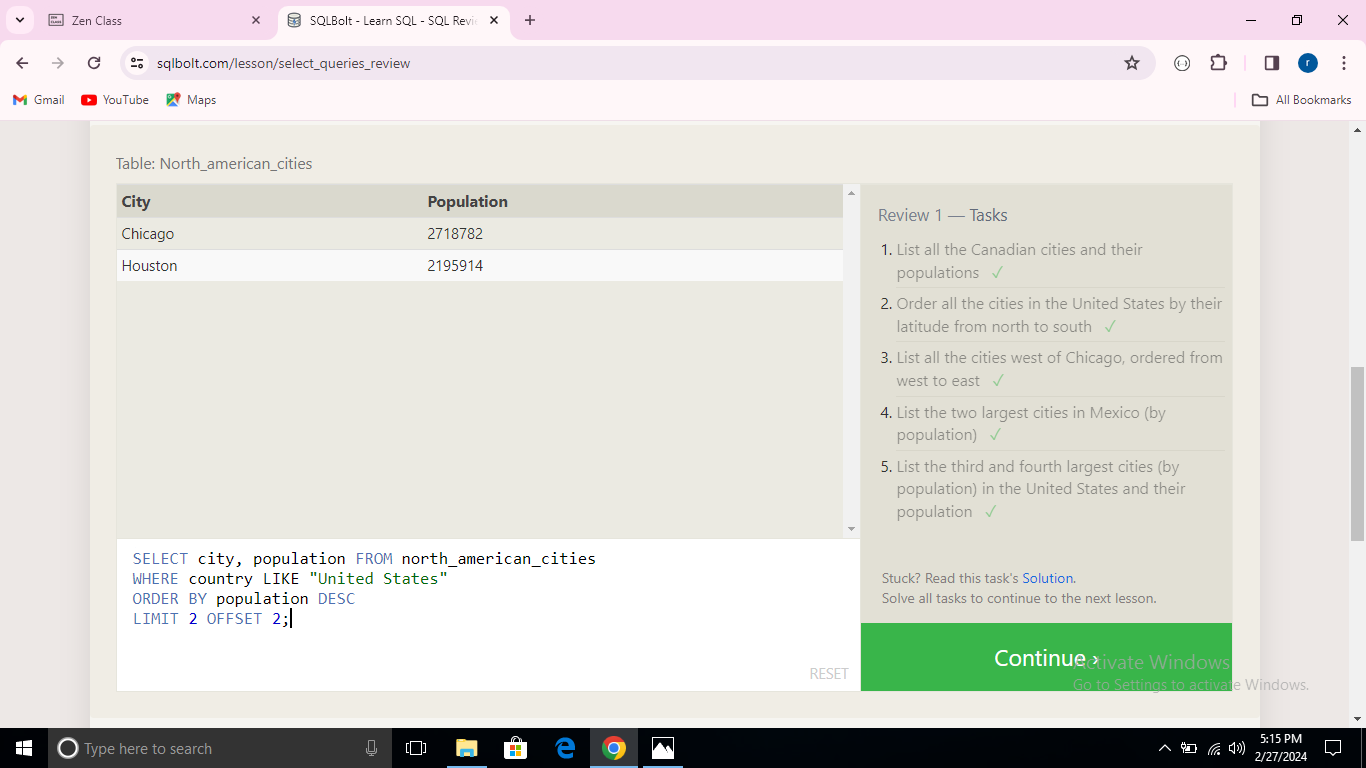 Zen Class
SQLBolt - Learn SQL - SQL Revie
sqlbolt.com/lesson/select_queries_review
r
Gmail
YouTube
Maps
All Bookmarks
Table: North_american_cities
City Population
Chicago 2718782
Houston 2195914
SELECT city, population FROM north_american_cities
WHERE country LIKE "United States"
ORDER BY population DESC
LIMIT 2 OFFSET 2;
RESET
Review 1 — Tasks
1. List all the Canadian cities and their
populations ✓
2. Order all the cities in the United States by their
latitude from north to south ✓
3. List all the cities west of Chicago, ordered from
west to east ✓
4. List the two largest cities in Mexico (by
population) ✓
5. List the third and fourth largest cities (by
population) in the United States and their
population ✓
Stuck? Read this task's Solution.
Solve all tasks to continue to the next lesson.
Continue ›
Activate Windows
Go to Settings to activate Windows.
Type here to search
5:15 PM
2/27/2024